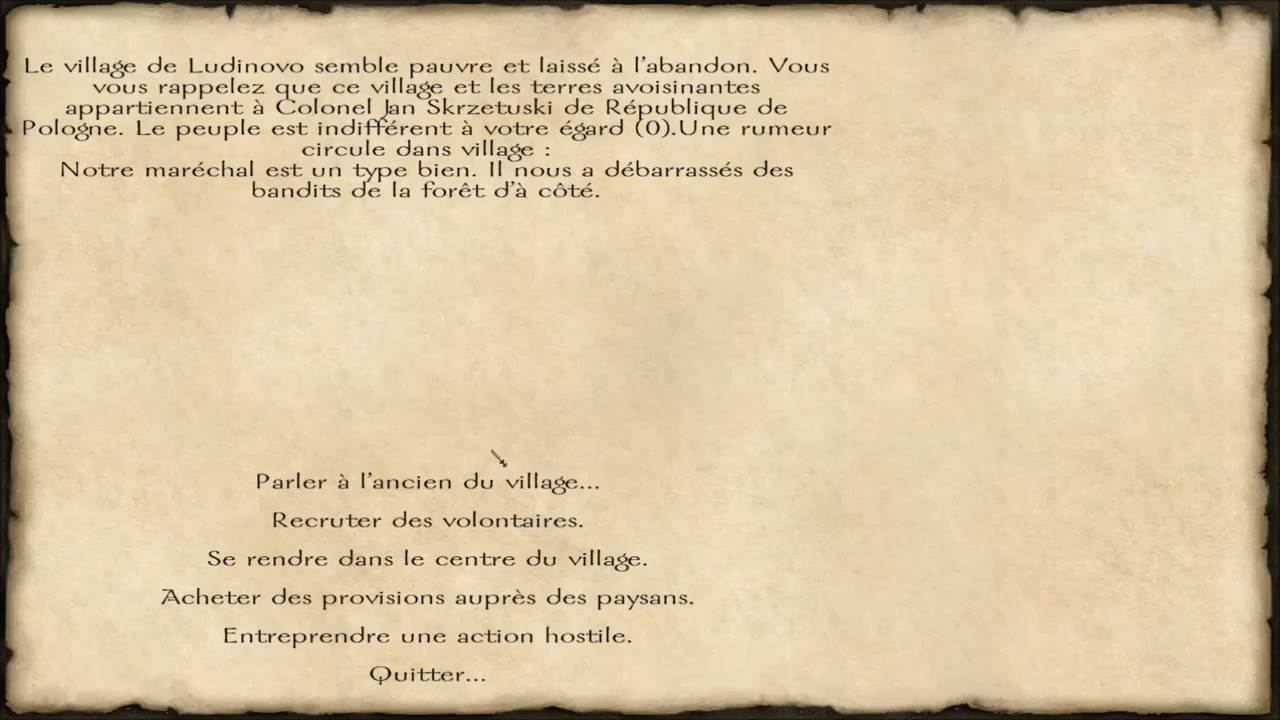 Le village de Ludinovo semble pauvre et laissé à l'abandon. Vous
vous rappelez que ce village et les terres avoisinantes
appartiennent à Colonel Jan Skrzetuski de République de
Pologne. Le peuple est indifférent à votre égard (0).Une rumeur
circule dans village :
Notre maréchal est un type bien. Il nous a débarrassés des
bandits de la forêt d'à côté.
Parler à l'ancien du village...
Recruter des volontaires.
Se rendre dans le centre du village.
Acheter des provisions auprès des paysans.
Entreprendre une action hostile.
Quitter...